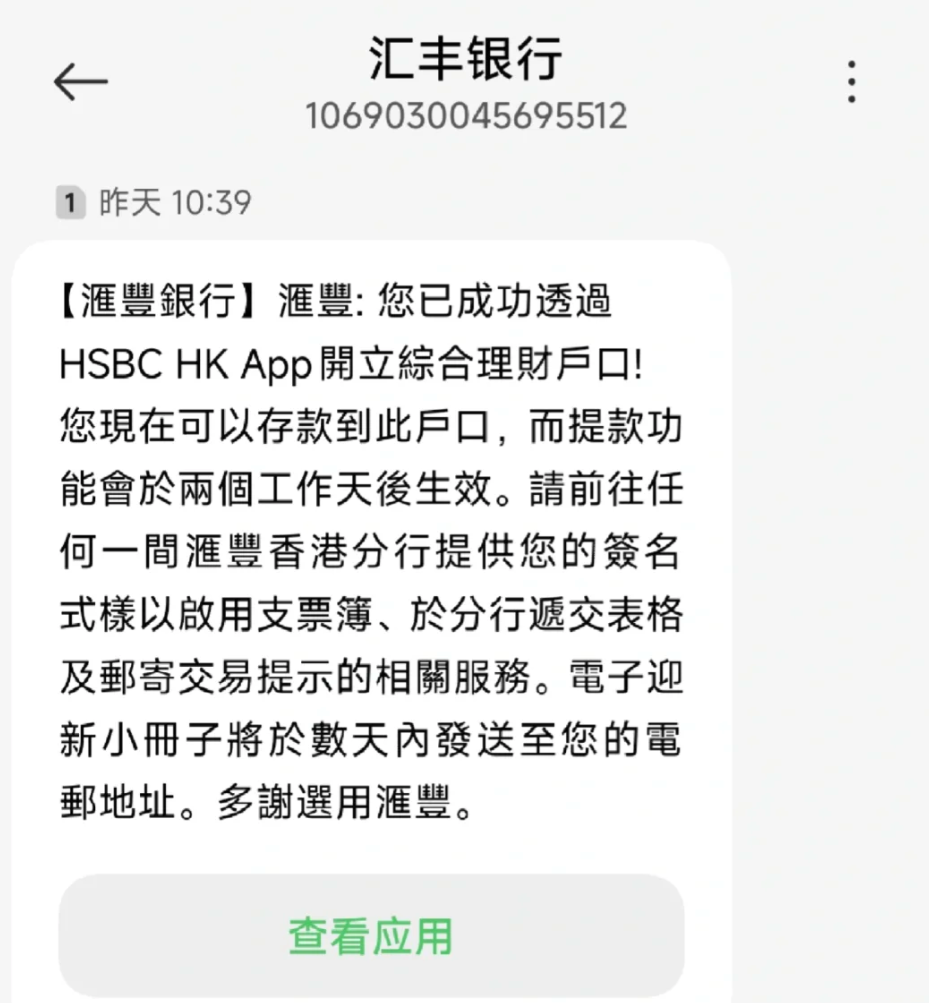 汇丰银行
1069030045695512
1 昨天 10:39
【滙豐銀行】滙豐: 您已成功透過
HSBC HK App開立綜合理財戶口!
您現在可以存款到此戶口，而提款功
能會於兩個工作天後生效。請前往任
何一間滙豐香港分行提供您的簽名
式樣以啟用支票簿、於分行遞交表格
及郵寄交易提示的相關服務。電子迎
新小冊子將於數天內發送至您的電
郵地址。多謝選用滙豐。
查看应用